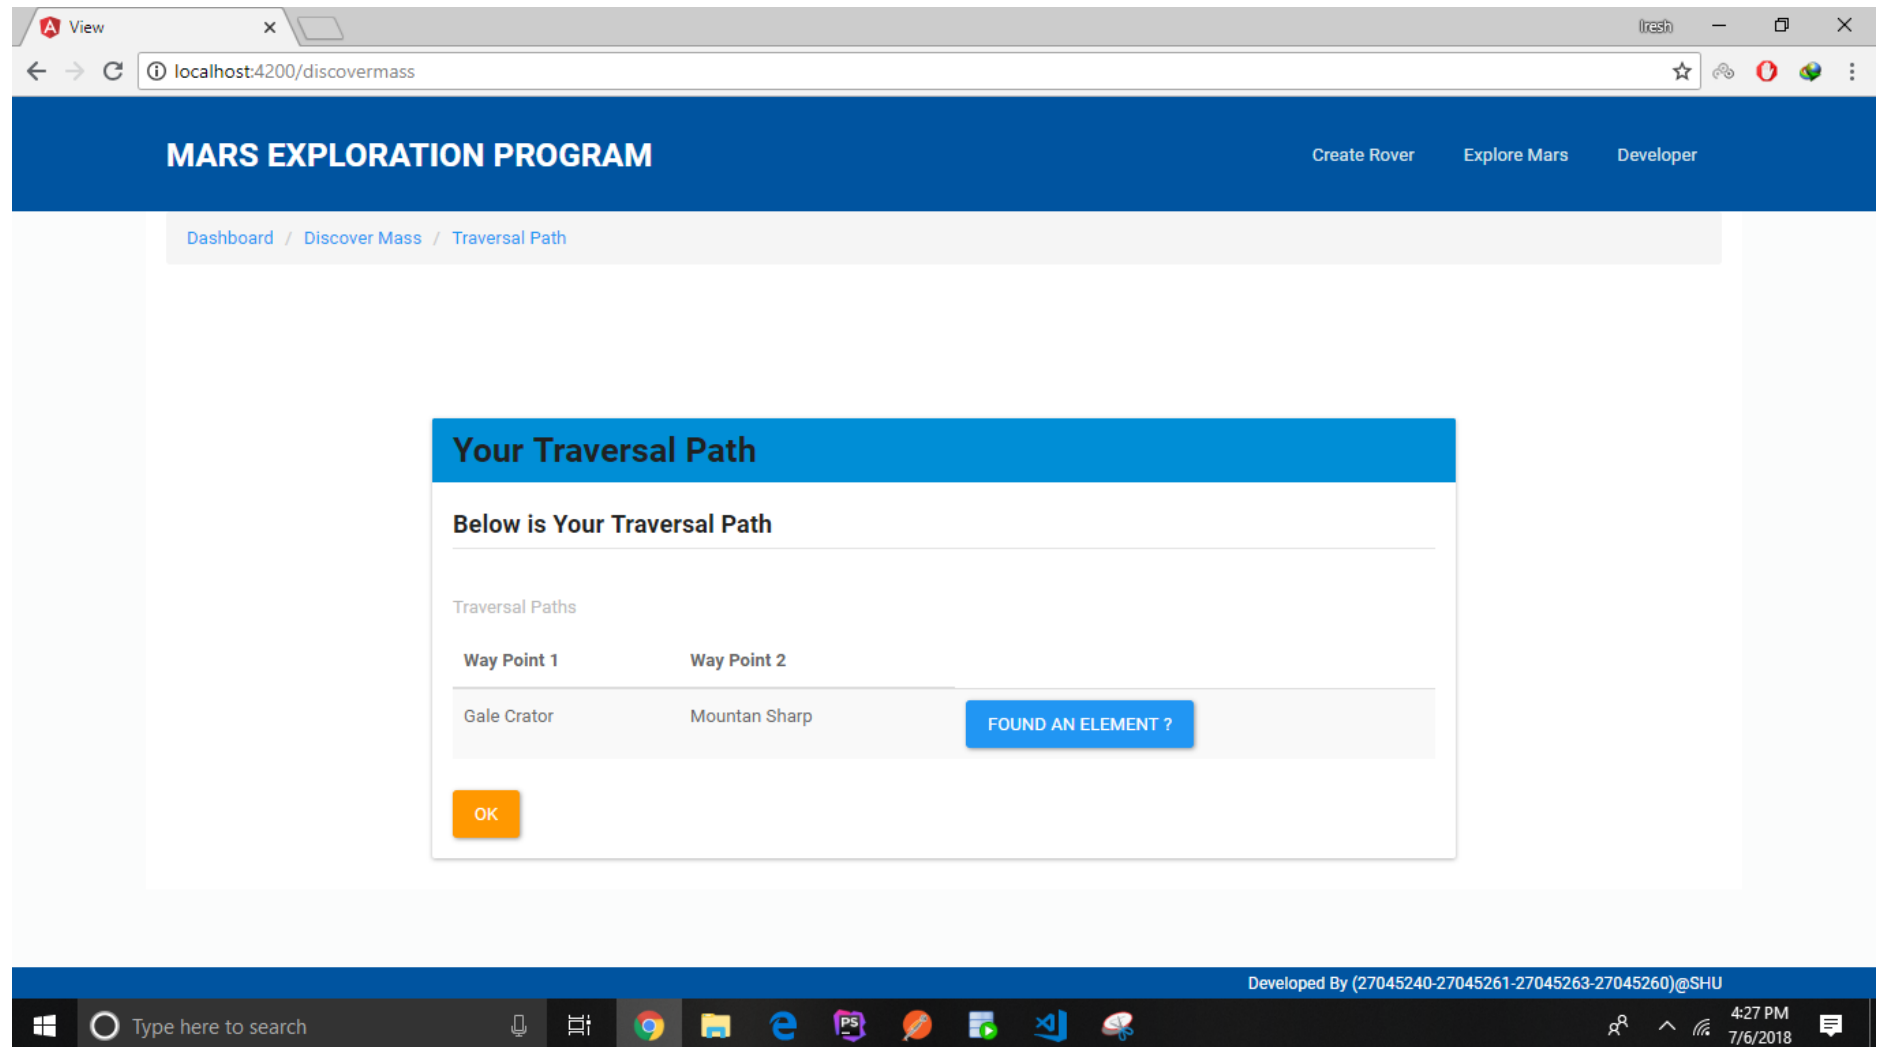 View
Iresh
localhost:4200/discovermass
MARS EXPLORATION PROGRAM
Create Rover Explore Mars Developer
Dashboard / Discover Mass / Traversal Path
Your Traversal Path
Below is Your Traversal Path
Traversal Paths
Way Point 1 Way Point 2
Gale Crator Mountan Sharp FOUND AN ELEMENT ?
OK
Developed By (27045240-27045261-27045263-27045260)@SHU
Type here to search
PS
4:27 PM
7/6/2018